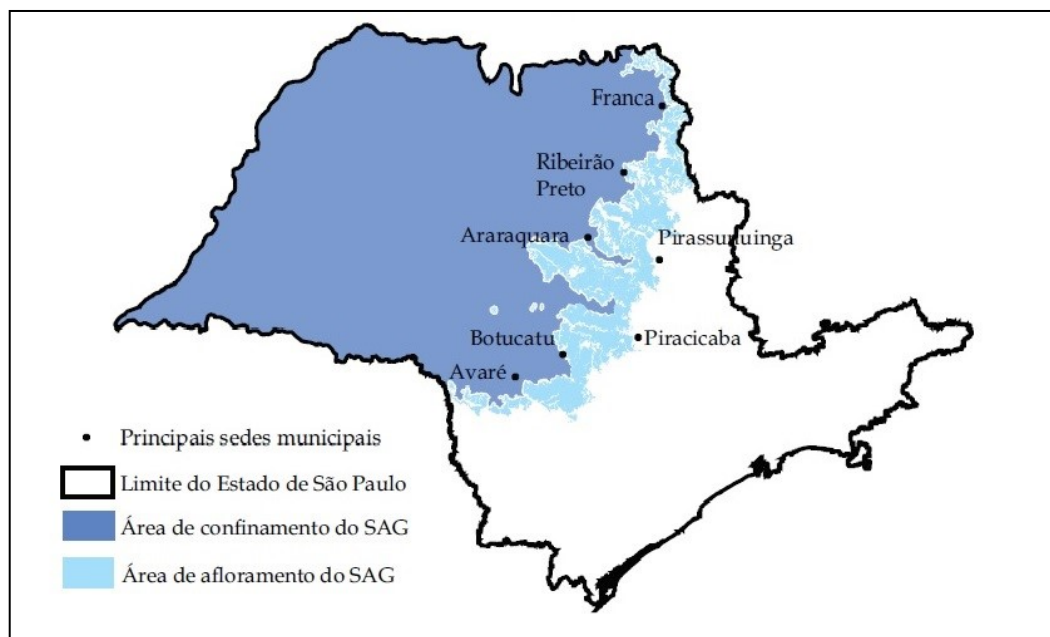 Franca
Ribeirão
Preto
Araraquara
Pirassununga
Botucatu
Piracicaba
Avaré
Principais sedes municipais
Limite do Estado de São Paulo
Área de confinamento do SAG
Área de afloramento do SAG